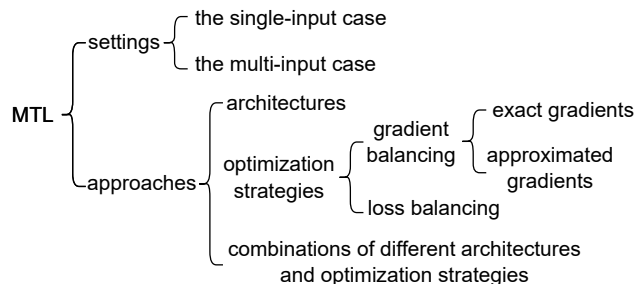 MTL
settings
the single-input case
the multi-input case
approaches
architectures
optimization
strategies
gradient
balancing
exact gradients
approximated
gradients
loss balancing
combinations of different architectures
and optimization strategies